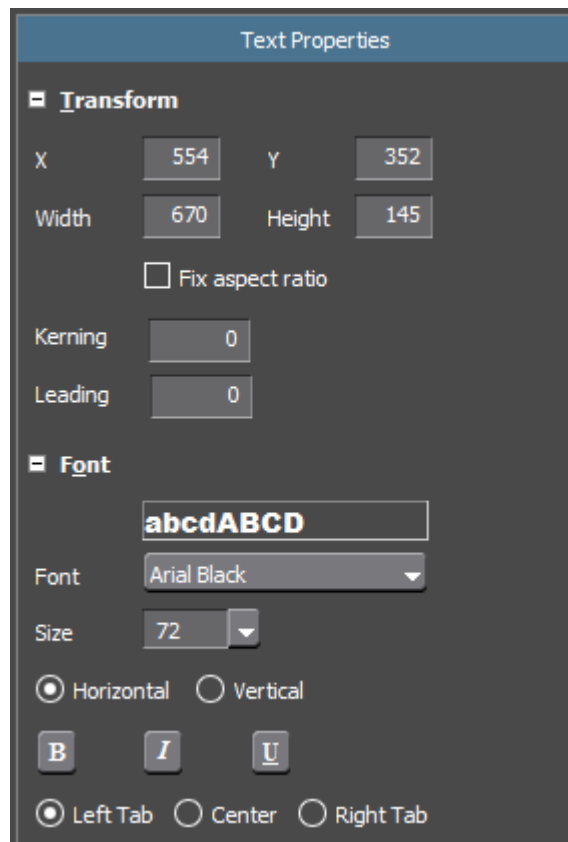 Text Properties
Transform
X 554 Y 352
Width 670 Height 145
Fix aspect ratio
Kerning 0
Leading 0
Font
abcdABCD
Font Arial Black
Size 72
Horizontal Vertical
B I U
Left Tab Center Right Tab